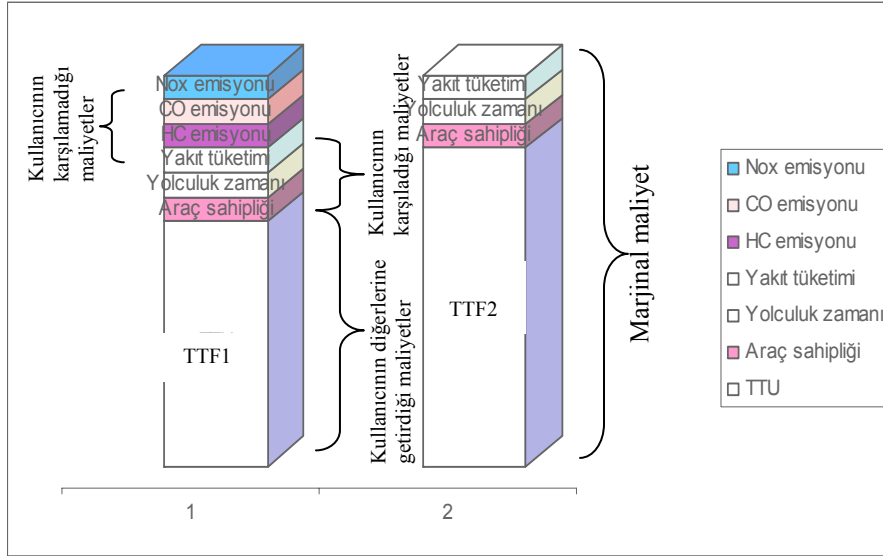 Kullanıcının
karşılamadığı
maliyetler
Nox emisyonu
CO emisyonu
HC emisyonu
Yakıt tüketimi
Yolculuk zamanı
Araç sahipliği
TTF1
Kullanıcının
karşıladığı maliyetler
Kullanıcının diğerlerine
getirdiği maliyetler
Yakıt tüketimi
Yolculuk zamanı
Araç sahipliği
TTF2
Marjinal maliyet
Nox emisyonu
CO emisyonu
HC emisyonu
Yakıt tüketimi
Yolculuk zamanı
Araç sahipliği
TTU
1
2